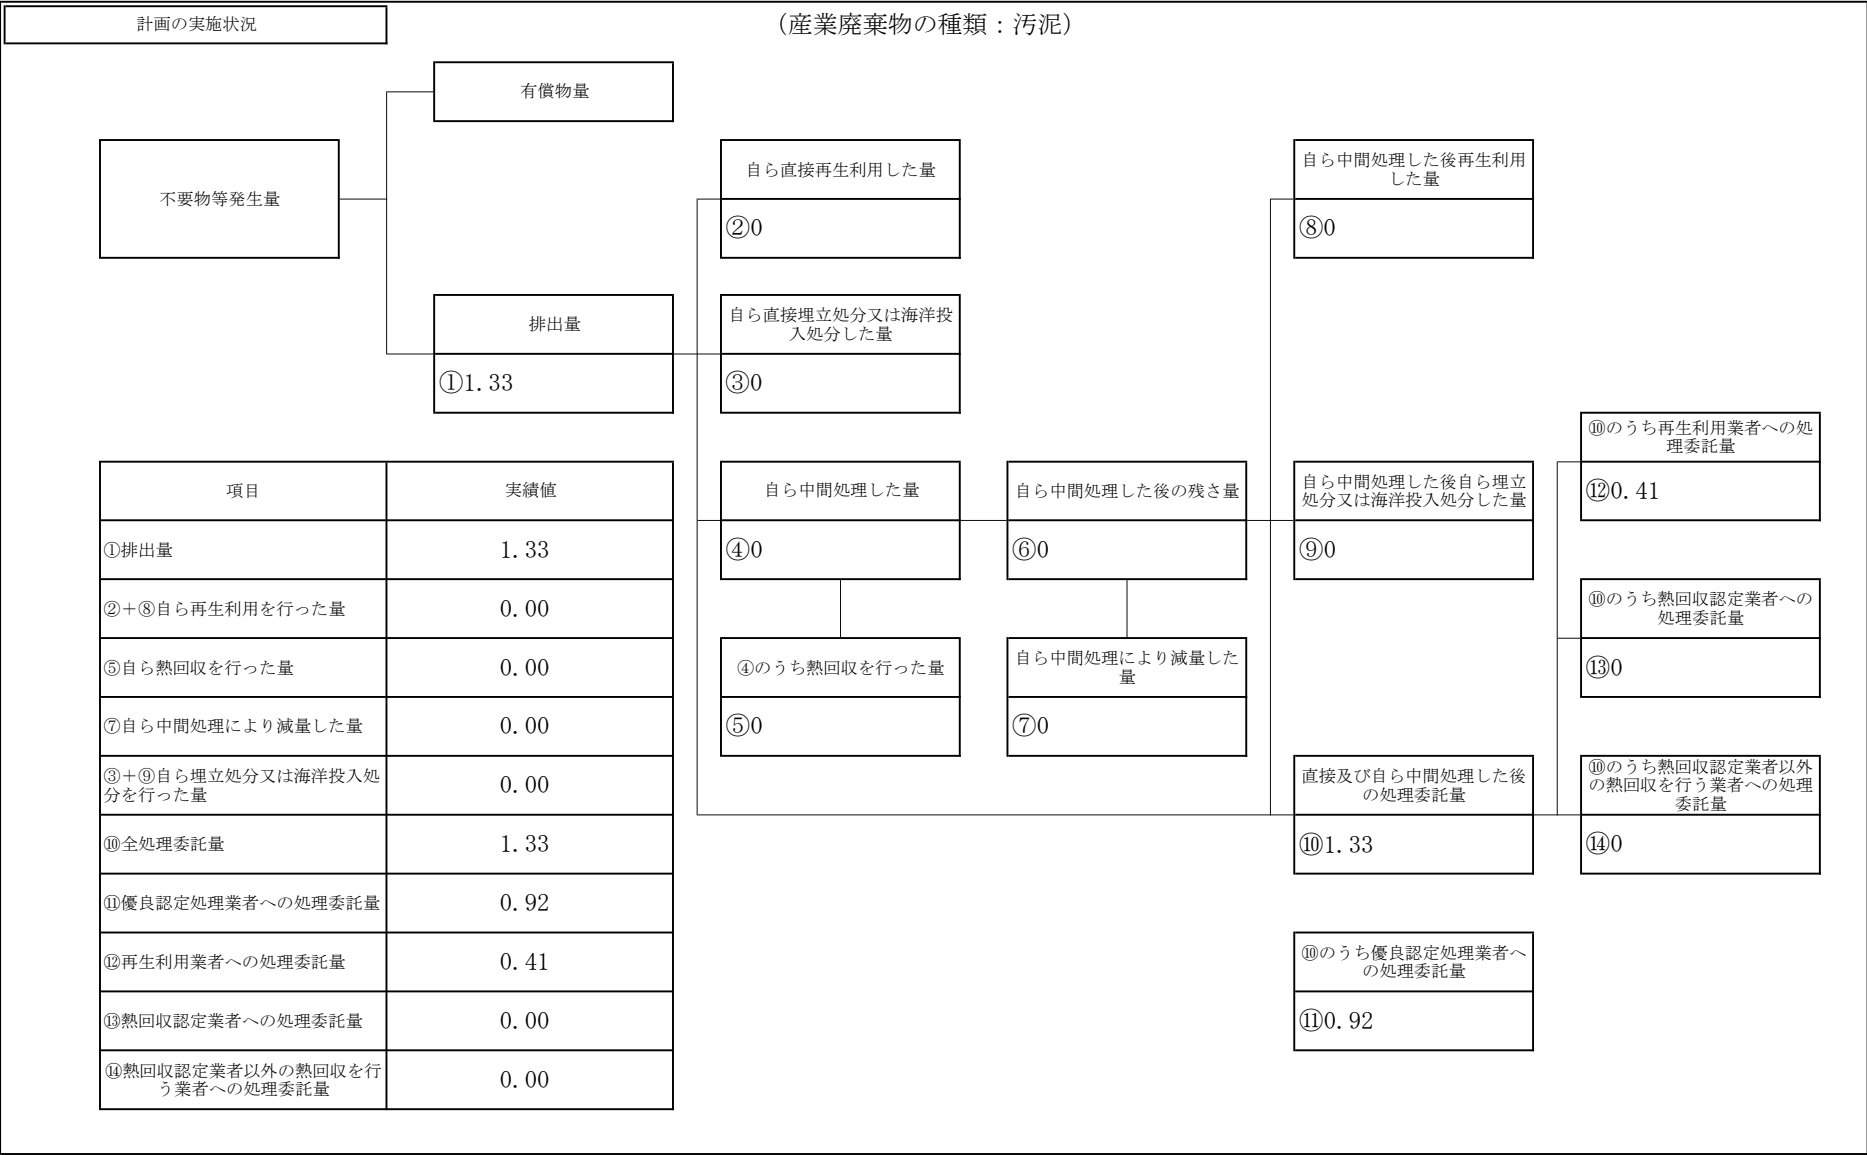 計画の実施状況
（産業廃棄物の種類：汚泥）
有償物量
不要物等発生量
自ら直接再生利用した量
②0
自ら中間処理した後再生利用
した量
⑧0
排出量
①1.33
自ら直接埋立処分又は海洋投
入処分した量
③0
⑩のうち再生利用業者への処
理委託量
⑫0.41
自ら中間処理した量
④0
自ら中間処理した後の残さ量
⑥0
自ら中間処理した後自ら埋立
処分又は海洋投入処分した量
⑨0
⑩のうち熱回収認定業者への
処理委託量
⑬0
④のうち熱回収を行った量
⑤0
自ら中間処理により減量した
量
⑦0
直接及び自ら中間処理した後
の処理委託量
⑩1.33
⑩のうち熱回収認定業者以外
の熱回収を行う業者への処理
委託量
⑭0
⑩のうち優良認定処理業者へ
の処理委託量
⑪0.92
項目 実績値
①排出量 1.33
②＋⑧自ら再生利用を行った量 0.00
⑤自ら熱回収を行った量 0.00
⑦自ら中間処理により減量した量 0.00
③＋⑨自ら埋立処分又は海洋投入処
分を行った量 0.00
⑩全処理委託量 1.33
⑪優良認定処理業者への処理委託量 0.92
⑫再生利用業者への処理委託量 0.41
⑬熱回収認定業者への処理委託量 0.00
⑭熱回収認定業者以外の熱回収を行
う業者への処理委託量 0.00